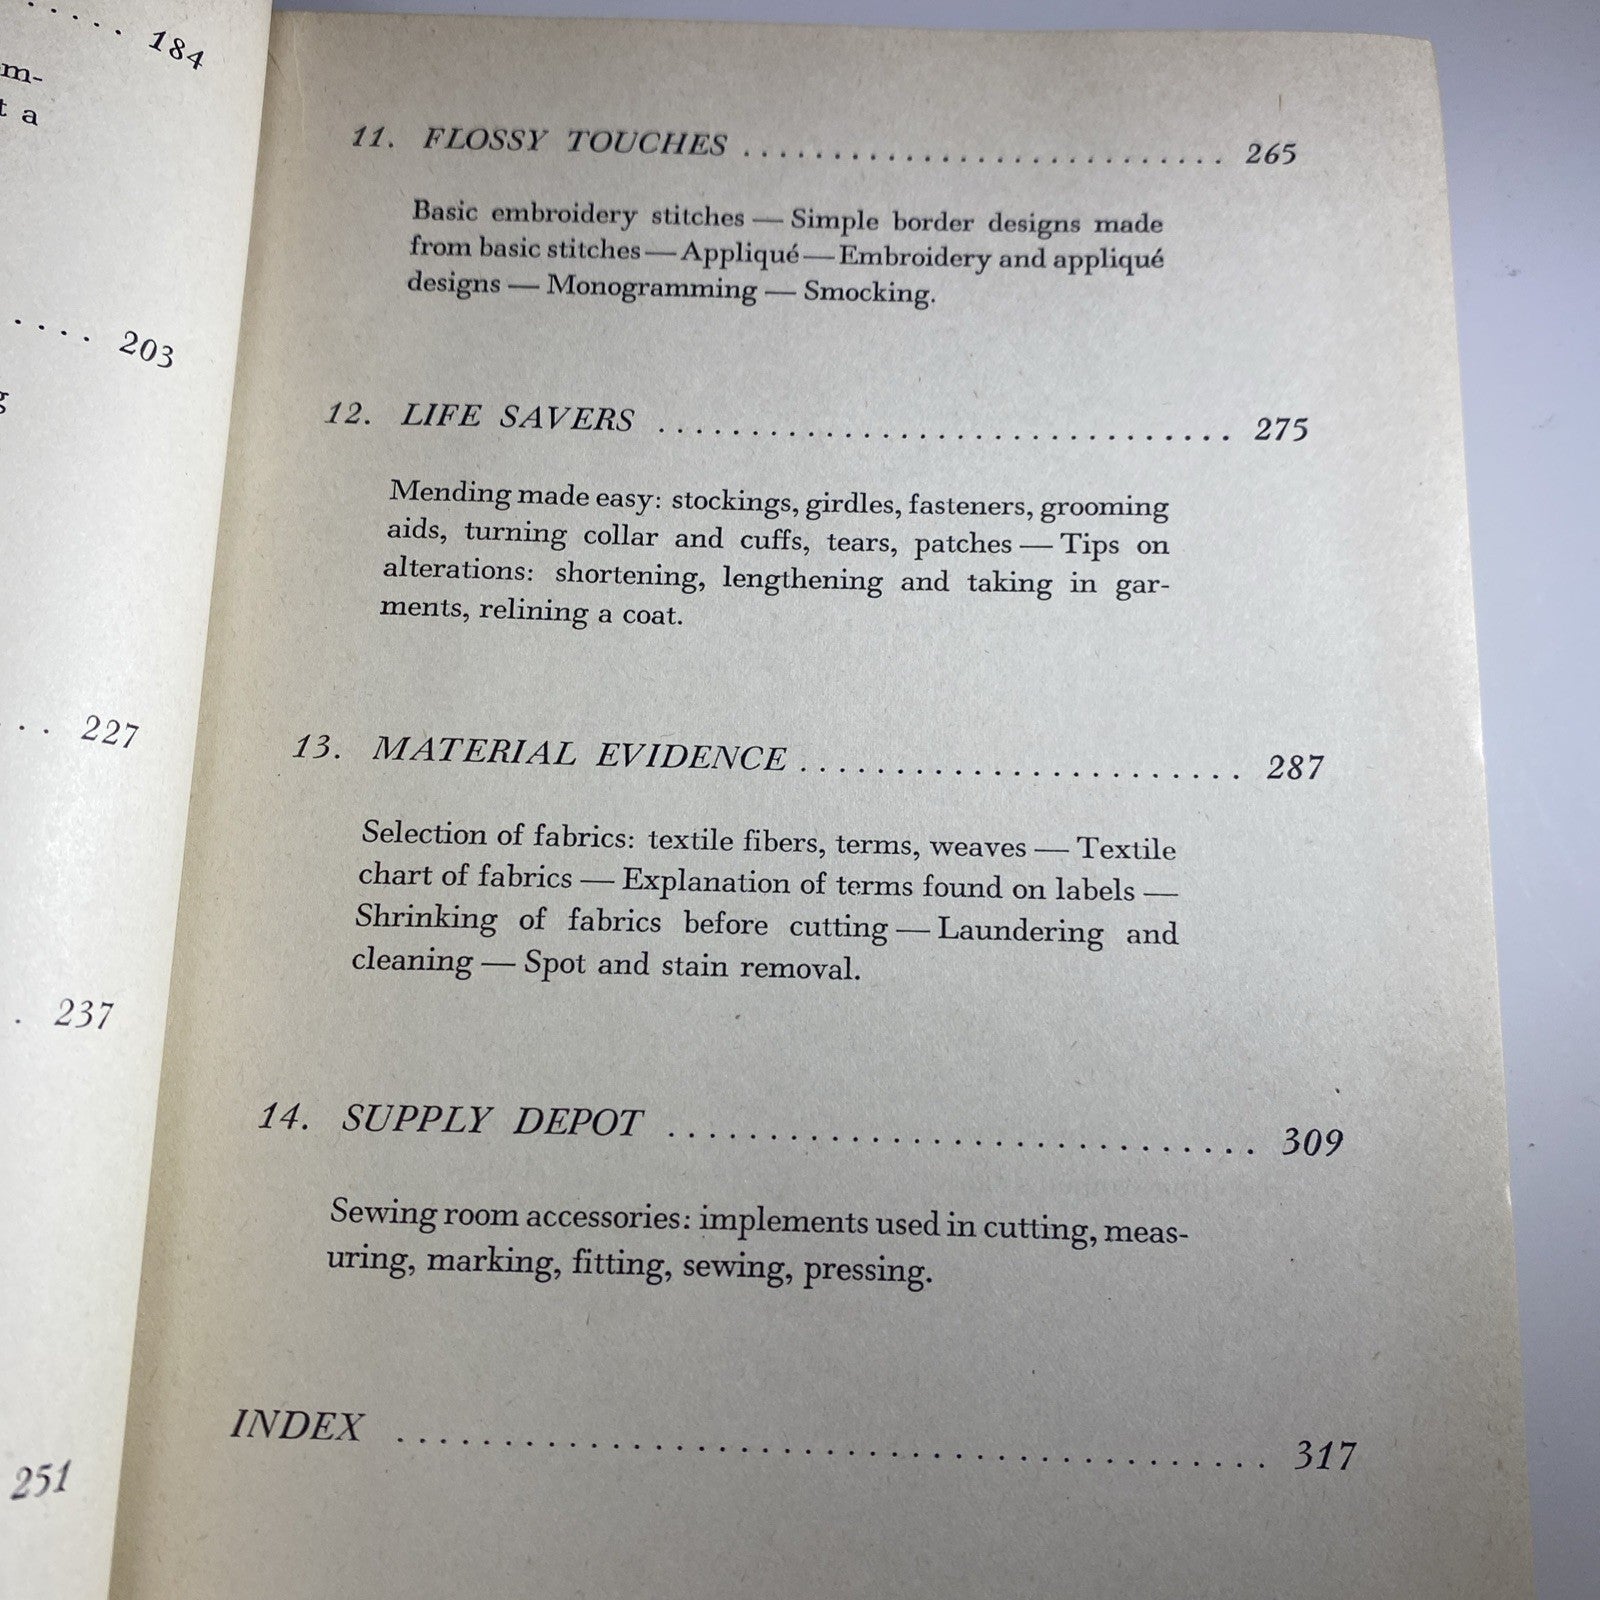 . . . . . 184
m-
t a
. . . . 203
g
. . 227
. 237
251
11. FLOSSY TOUCHES . . . . . . . . . . . . . . . . . . . . . . . . . . . 265
Basic embroidery stitches — Simple border designs made
from basic stitches — Appliqué — Embroidery and appliqué
designs — Monogramming — Smocking.
12. LIFE SAVERS . . . . . . . . . . . . . . . . . . . . . . . . . . . . . . . . 275
Mending made easy: stockings, girdles, fasteners, grooming
aids, turning collar and cuffs, tears, patches — Tips on
alterations: shortening, lengthening and taking in gar-
ments, relining a coat.
13. MATERIAL EVIDENCE . . . . . . . . . . . . . . . . . . . . . . . . 287
Selection of fabrics: textile fibers, terms, weaves — Textile
chart of fabrics — Explanation of terms found on labels —
Shrinking of fabrics before cutting — Laundering and
cleaning — Spot and stain removal.
14. SUPPLY DEPOT . . . . . . . . . . . . . . . . . . . . . . . . . . . . . . 309
Sewing room accessories: implements used in cutting, meas-
uring, marking, fitting, sewing, pressing.
INDEX . . . . . . . . . . . . . . . . . . . . . . . . . . . . . . . . . . . . . . . . . 317